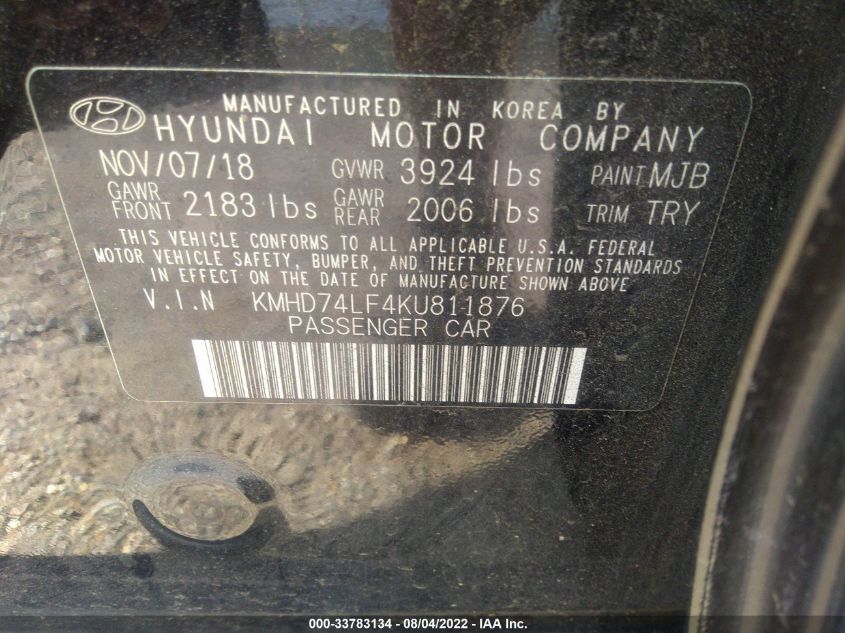 MANUFACTURED IN KOREA BY
HYUNDAI MOTOR COMPANY
NOV/07/18 GVWR 3924 lbs PAINT MJB
GAWR FRONT 2183 lbs GAWR REAR 2006 lbs TRIM TRY
THIS VEHICLE CONFORMS TO ALL APPLICABLE U.S.A. FEDERAL
MOTOR VEHICLE SAFETY, BUMPER, AND THEFT PREVENTION STANDARDS
IN EFFECT ON THE DATE OF MANUFACTURE SHOWN ABOVE
V.I.N KMHD74LF4KU811876
PASSENGER CAR
000-33783134 - 08/04/2022 - IAA Inc.